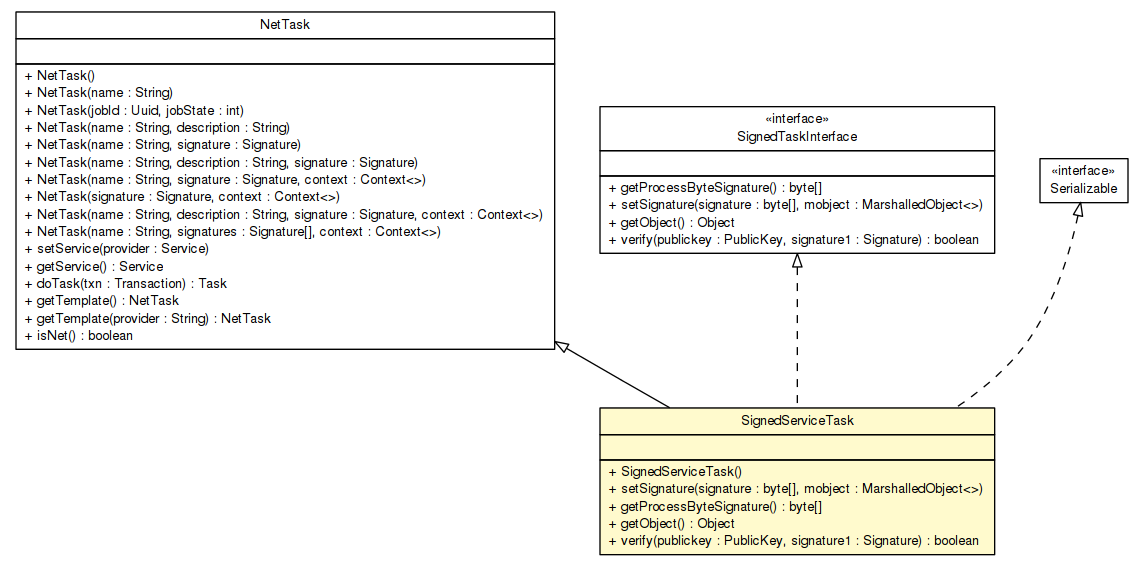 NetTask
+ NetTask()
+ NetTask(name : String)
+ NetTask(jobId : Uuid, jobState : int)
+ NetTask(name : String, description : String)
+ NetTask(name : String, signature : Signature)
+ NetTask(name : String, description : String, signature : Signature)
+ NetTask(name : String, signature : Signature, context : Context<>)
+ NetTask(signature : Signature, context : Context<>)
+ NetTask(name : String, description : String, signature : Signature, context : Context<>)
+ NetTask(name : String, signatures : Signature[], context : Context<>)
+ setService(provider : Service)
+ getService() : Service
+ doTask(txn : Transaction) : Task
+ getTemplate() : NetTask
+ getTemplate(provider : String) : NetTask
+ isNet() : boolean
«interface»
SignedTaskInterface
+ getProcessByteSignature() : byte[]
+ setSignature(signature : byte[], mobject : MarshalledObject<>)
+ getObject() : Object
+ verify(publickey : PublicKey, signature1 : Signature) : boolean
«interface»
Serializable
SignedServiceTask
+ SignedServiceTask()
+ setSignature(signature : byte[], mobject : MarshalledObject<>)
+ getProcessByteSignature() : byte[]
+ getObject() : Object
+ verify(publickey : PublicKey, signature1 : Signature) : boolean